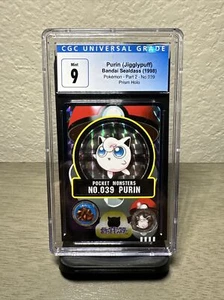 CGC UNIVERSAL GRADE
Mint
9
Purin (Jigglypuff)
Bandai Sealdass (1998)
Pokémon - Part 2 - No.039
Prism Holo
POCKET MONSTERS
NO.039 PURIN